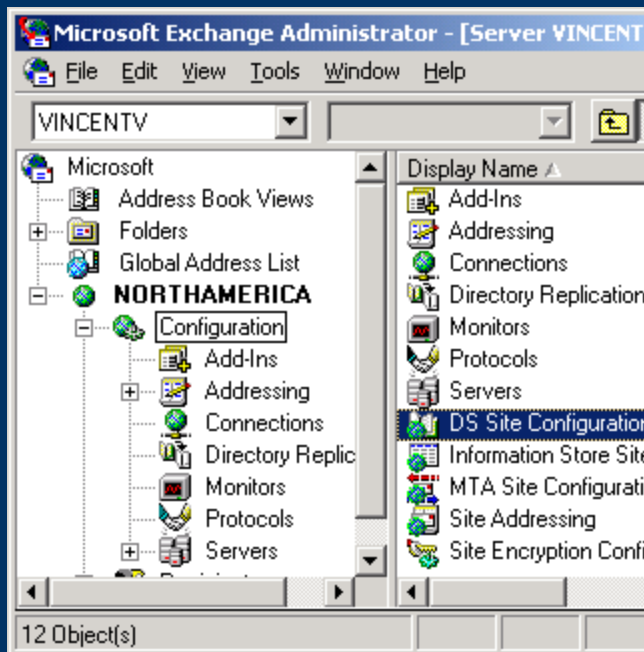 Microsoft Exchange Administrator - [Server VINCENT
File Edit View Tools Window Help
VINCENTV
Microsoft
Address Book Views
Folders
Global Address List
NORTHAMERICA
Configuration
Add-Ins
Addressing
Connections
Directory Replic
Monitors
Protocols
Servers
Display Name
Add-Ins
Addressing
Connections
Directory Replication
Monitors
Protocols
Servers
DS Site Configuration
Information Store Site
MTA Site Configurati
Site Addressing
Site Encryption Confi
12 Object(s)